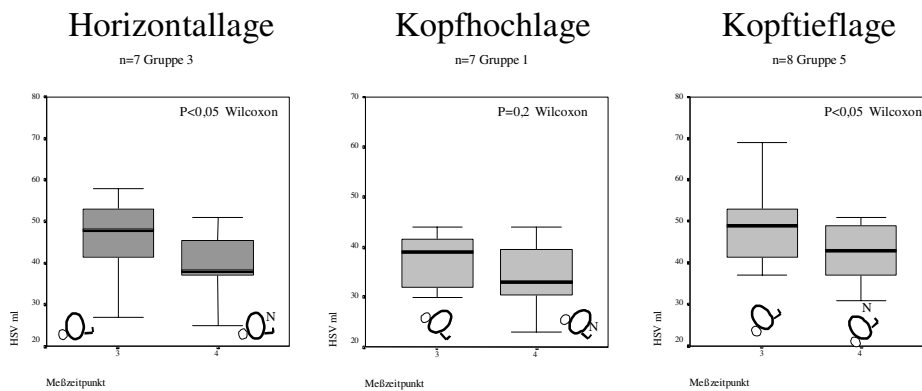 Horizontallage
n=7 Gruppe 3
P<0,05 Wilcoxon
80
70
60
50
40
30
20
HSV ml
N
3
4
Meßzeitpunkt
Kopfhochlage
n=7 Gruppe 1
P=0,2 Wilcoxon
70
60
50
40
30
20
HSV ml
N
3
4
Meßzeitpunkt
Kopftieflage
n=8 Gruppe 5
P<0,05 Wilcoxon
80
70
60
50
40
30
20
HSV ml
N
3
4
Meßzeitpunkt